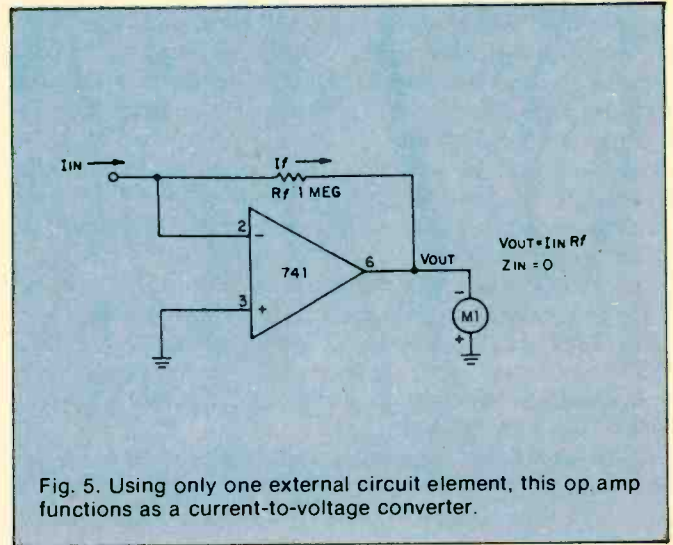 IIN
If
Rf 1 MEG
2
-
741
6
VOUT
3
+
-
M1
+
VOUT=IIN Rf
ZIN = 0
Fig. 5. Using only one external circuit element, this op amp
functions as a current-to-voltage converter.